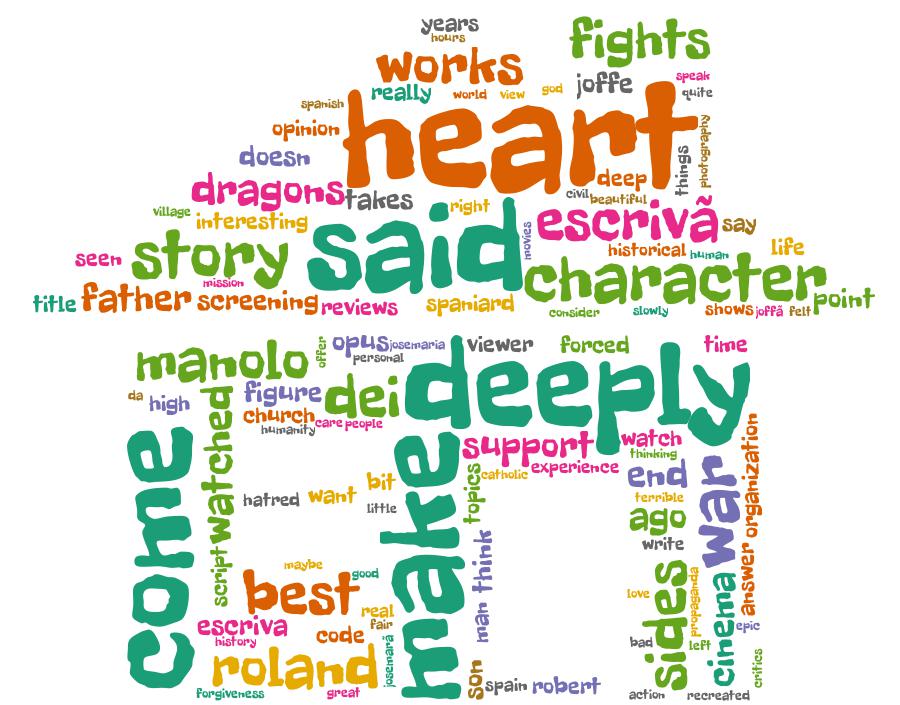 years
hours
fights
works
joffe
speak
really
world
view
god
quite
spanish
heart
opinion
photography
doesn
things
deep
dragons
takes
civil
beautiful
village
interesting
right
escrivã
say
movies
said
story
historical
human
life
seen
mission
character
title
father
screening
reviews
spaniard
consider
slowly
shows
joffã
felt
point
manolo
offer
opus
josemaria
personal
viewer
forced
time
deeply
da
high
figure
dei
church
care
people
humanity
watched
script
support
watch
thinking
catholic
experience
end
terrible
come
hatred
want
bit
little
make
topics
ago
write
war
organization
answer
maybe
good
best
real
fair
man
think
love
sides
propaganda
cinema
epic
escriva
history
code
bad
left
roland
josemarã
critics
forgiveness
great
son
spain
robert
action
recreated